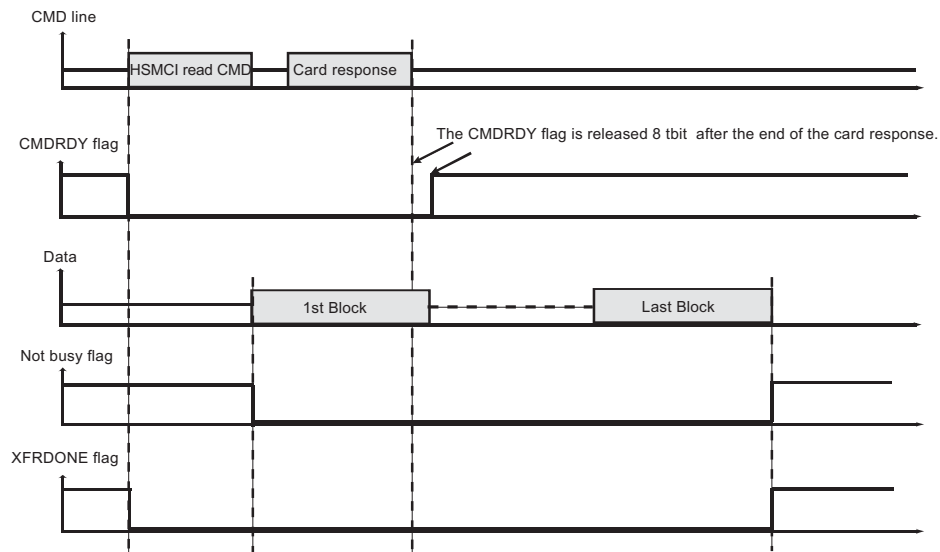 CMD line
HSMCI read CMD
Card response
CMDRDY flag
The CMDRDY flag is released 8 tbit after the end of the card response.
Data
1st Block
Last Block
Not busy flag
XFRDONE flag